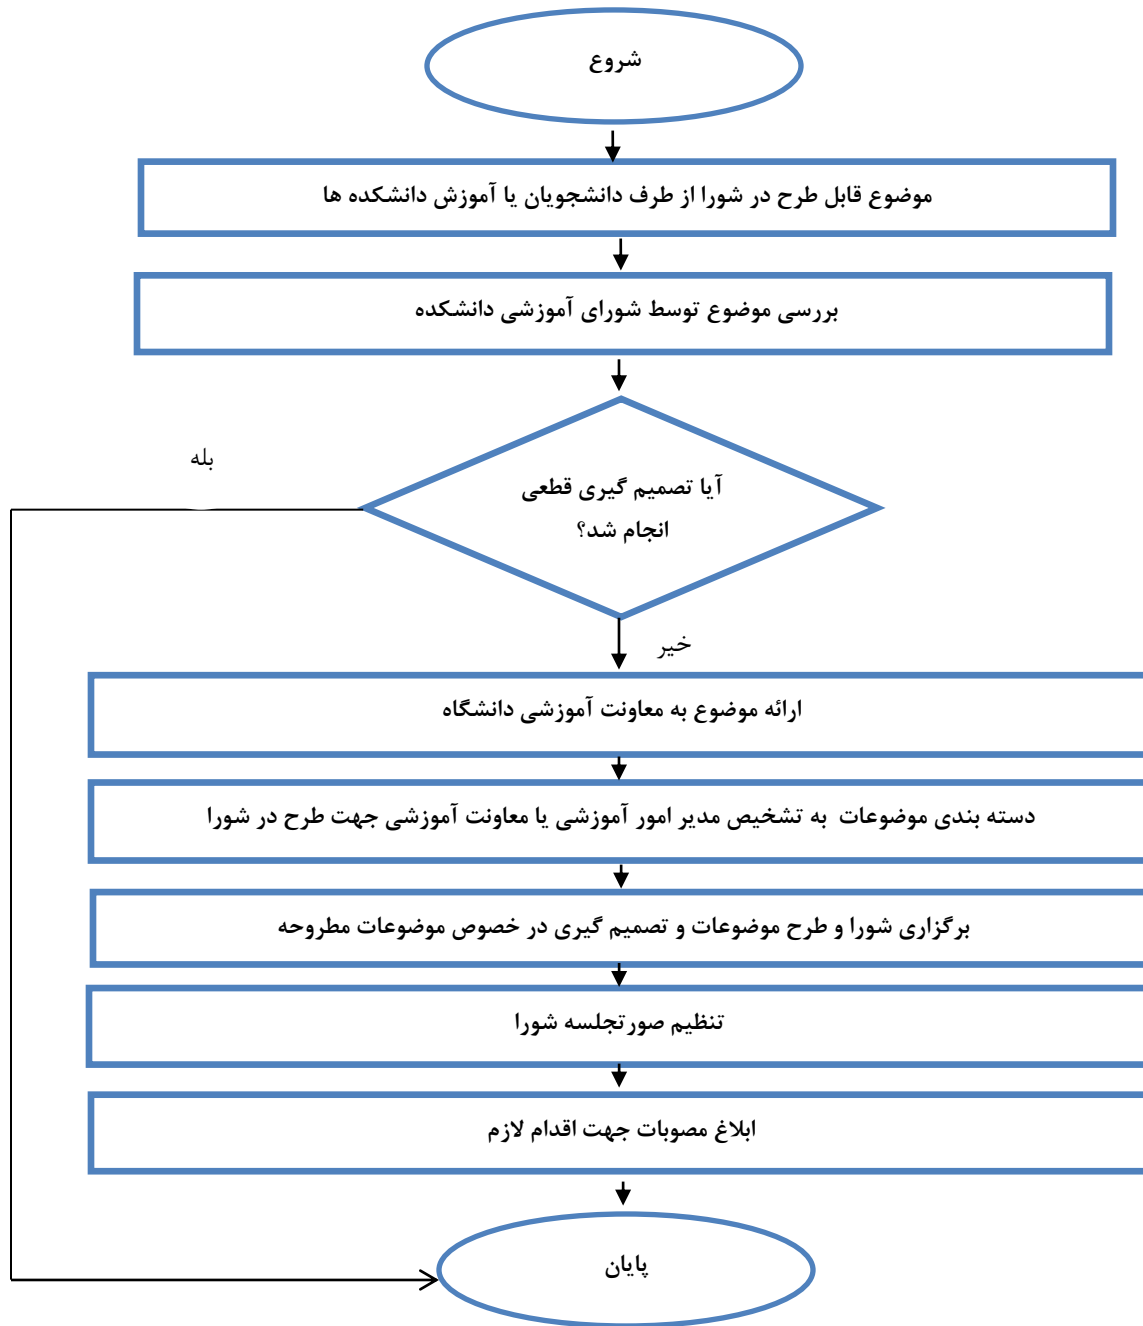 شروع
موضوع قابل طرح در شورا از طرف دانشجویان یا آموزش دانشکده ها
بررسی موضوع توسط شورای آموزشی دانشکده
بله
آیا تصمیم گیری قطعی
انجام شد؟
خیر
ارائه موضوع به معاونت آموزشی دانشگاه
دسته بندی موضوعات به تشخیص مدیر امور آموزشی یا معاونت آموزشی جهت طرح در شورا
برگزاری شورا و طرح موضوعات و تصمیم گیری در خصوص موضوعات مطروحه
تنظیم صورتجلسه شورا
ابلاغ مصوبات جهت اقدام لازم
پایان